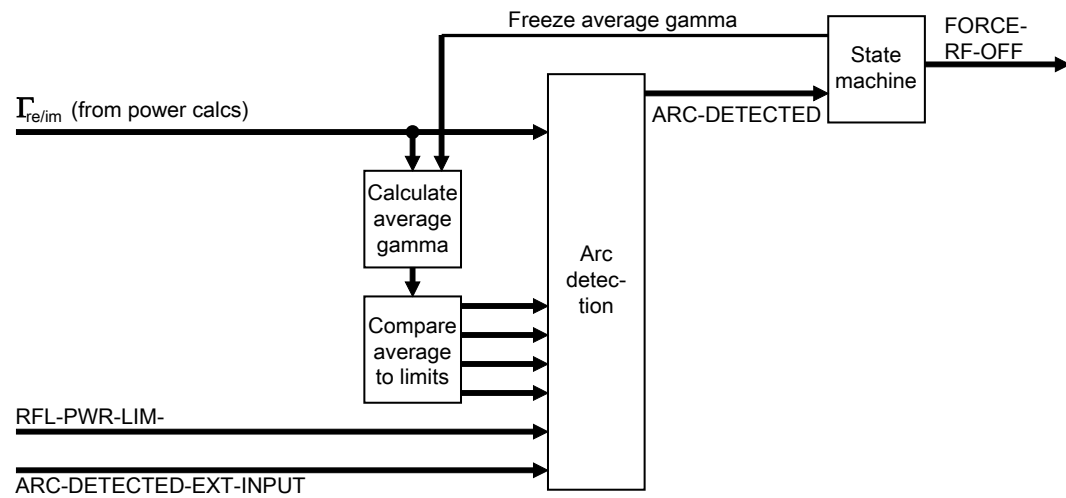 Freeze average gamma
State
machine
FORCE-
RF-OFF
Γre/im (from power calcs)
ARC-DETECTED
Calculate
average
gamma
Arc
detec-
tion
Compare
average
to limits
RFL-PWR-LIM-
ARC-DETECTED-EXT-INPUT